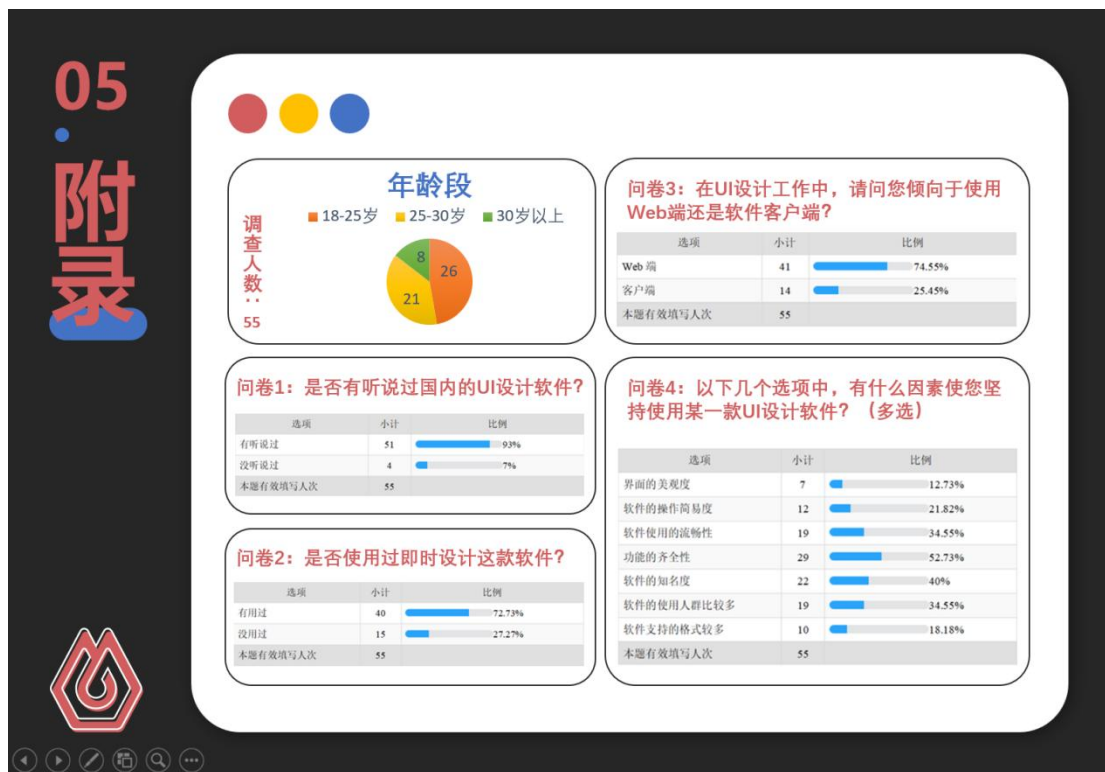 05
附录
年龄段
18-25岁 25-30岁 30岁以上
调查人数：55
8
26
21
问卷1：是否有听说过国内的UI设计软件？
选项 小计 比例
有听说过 51 93%
没听说过 4 7%
本题有效填写人次 55
问卷2：是否使用过即时设计这款软件？
选项 小计 比例
有用过 40 72.73%
没用过 15 27.27%
本题有效填写人次 55
问卷3：在UI设计工作中，请问您倾向于使用
Web端还是软件客户端？
选项 小计 比例
Web 端 41 74.55%
客户端 14 25.45%
本题有效填写人次 55
问卷4：以下几个选项中，有什么因素使您坚
持使用某一款UI设计软件？（多选）
选项 小计 比例
界面的美观度 7 12.73%
软件的操作简易度 12 21.82%
软件使用的流畅性 19 34.55%
功能的齐全性 29 52.73%
软件的知名度 22 40%
软件的使用人群比较多 19 34.55%
软件支持的格式较多 10 18.18%
本题有效填写人次 55